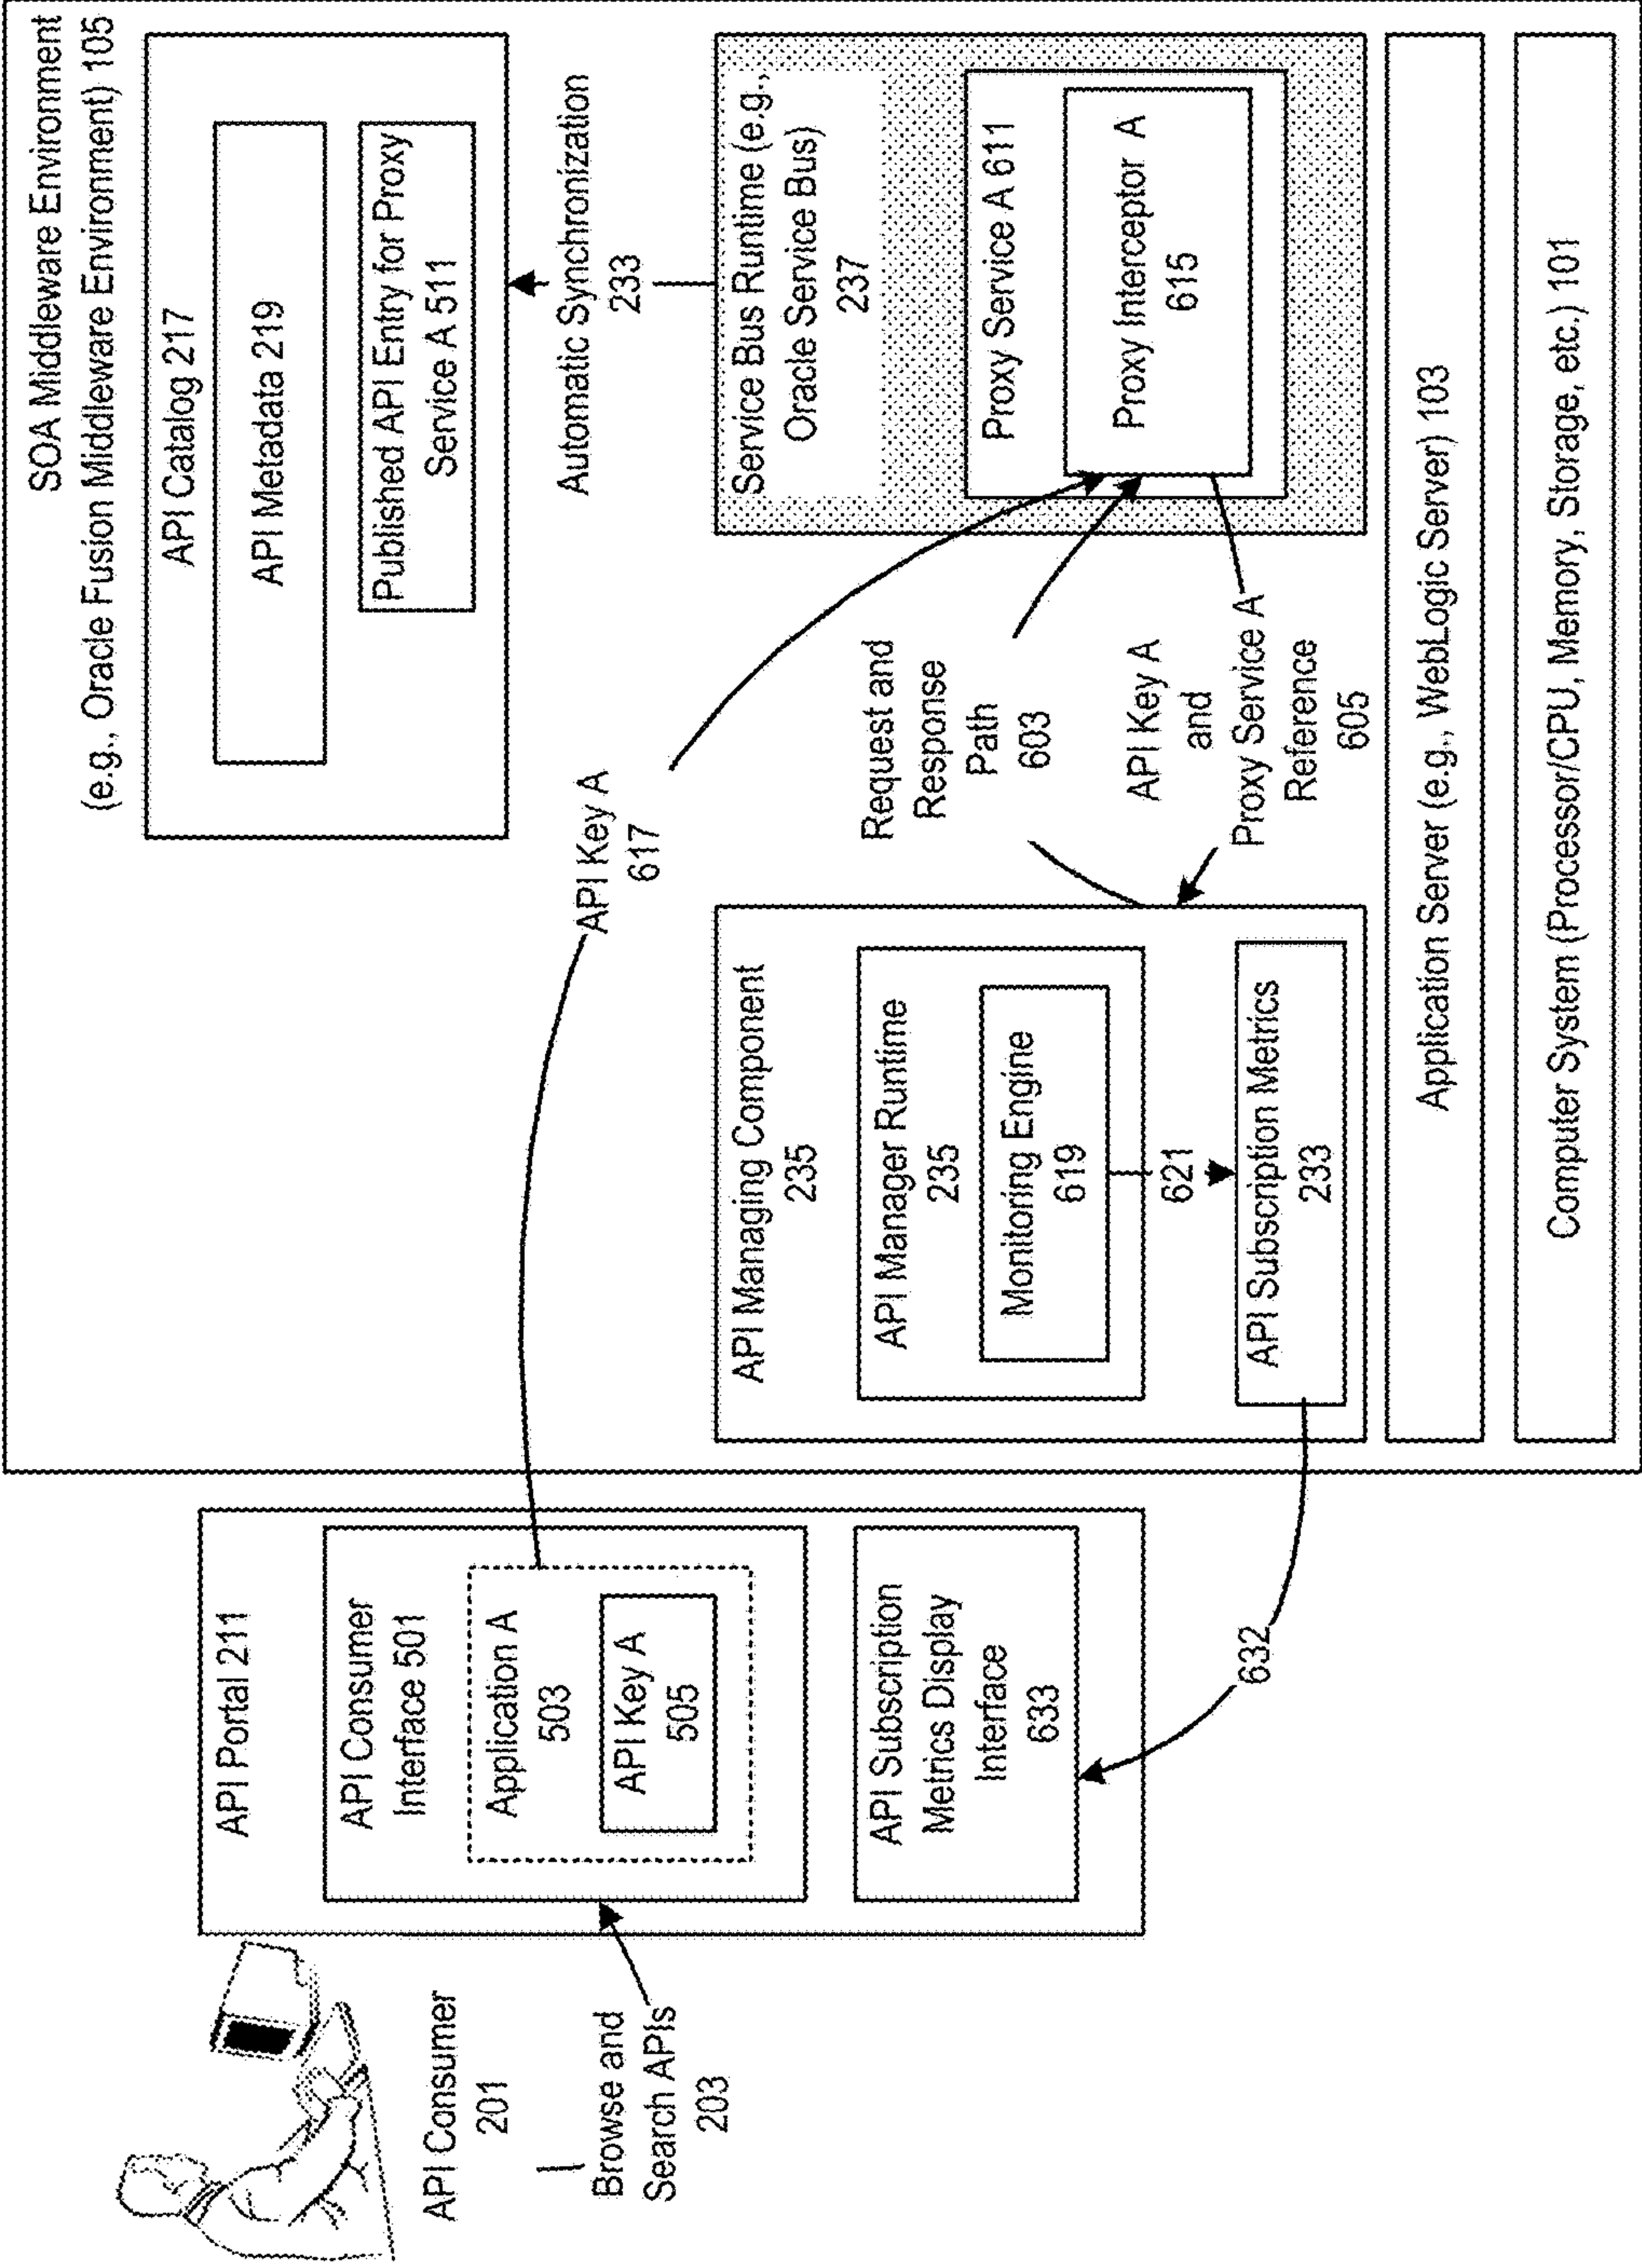 SOA Middleware Environment
(e.g., Oracle Fusion Middleware Environment) 105
API Portal 211
API Consumer
Interface 501
Application A
503
API Key A
505
API Subscription
Metrics Display
Interface
633
API Consumer
201
Browse and
Search APIs
203
632
API Key A
617
API Catalog 217
API Metadata 219
Published API Entry for Proxy
Service A 511
Automatic Synchronization
233
API Managing Component
235
API Manager Runtime
235
Monitoring Engine
619
621
API Subscription Metrics
233
Request and
Response
Path
603
API Key A
and
Proxy Service A
Reference
605
Service Bus Runtime (e.g.,
Oracle Service Bus)
237
Proxy Service A 611
Proxy Interceptor A
615
Application Server (e.g., WebLogic Server) 103
Computer System (Processor/CPU, Memory, Storage, etc.) 101